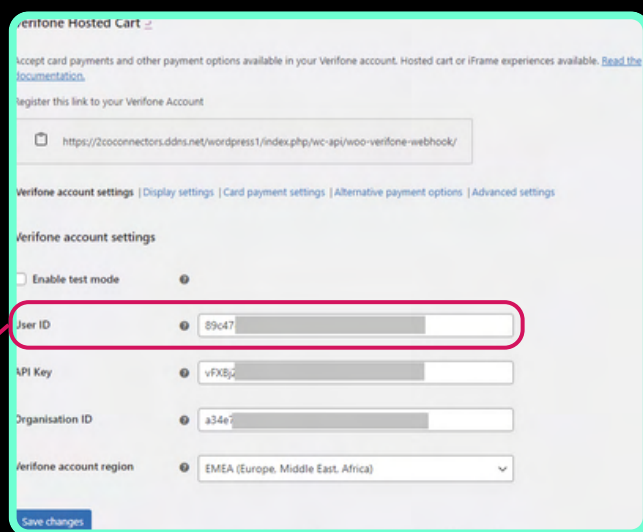 Verifone Hosted Cart
Accept card payments and other payment options available in your Verifone account. Hosted cart or iFrame experiences available. Read the
documentation.
Register this link to your Verifone Account
https://2coconnectors.ddns.net/wordpress1/index.php/wc-api/woo-verifone-webhook/
Verifone account settings | Display settings | Card payment settings | Alternative payment options | Advanced settings
Verifone account settings
Enable test mode
User ID 89c47
API Key vFXBj2
Organisation ID a34e7
Verifone account region EMEA (Europe, Middle East, Africa)
Save changes